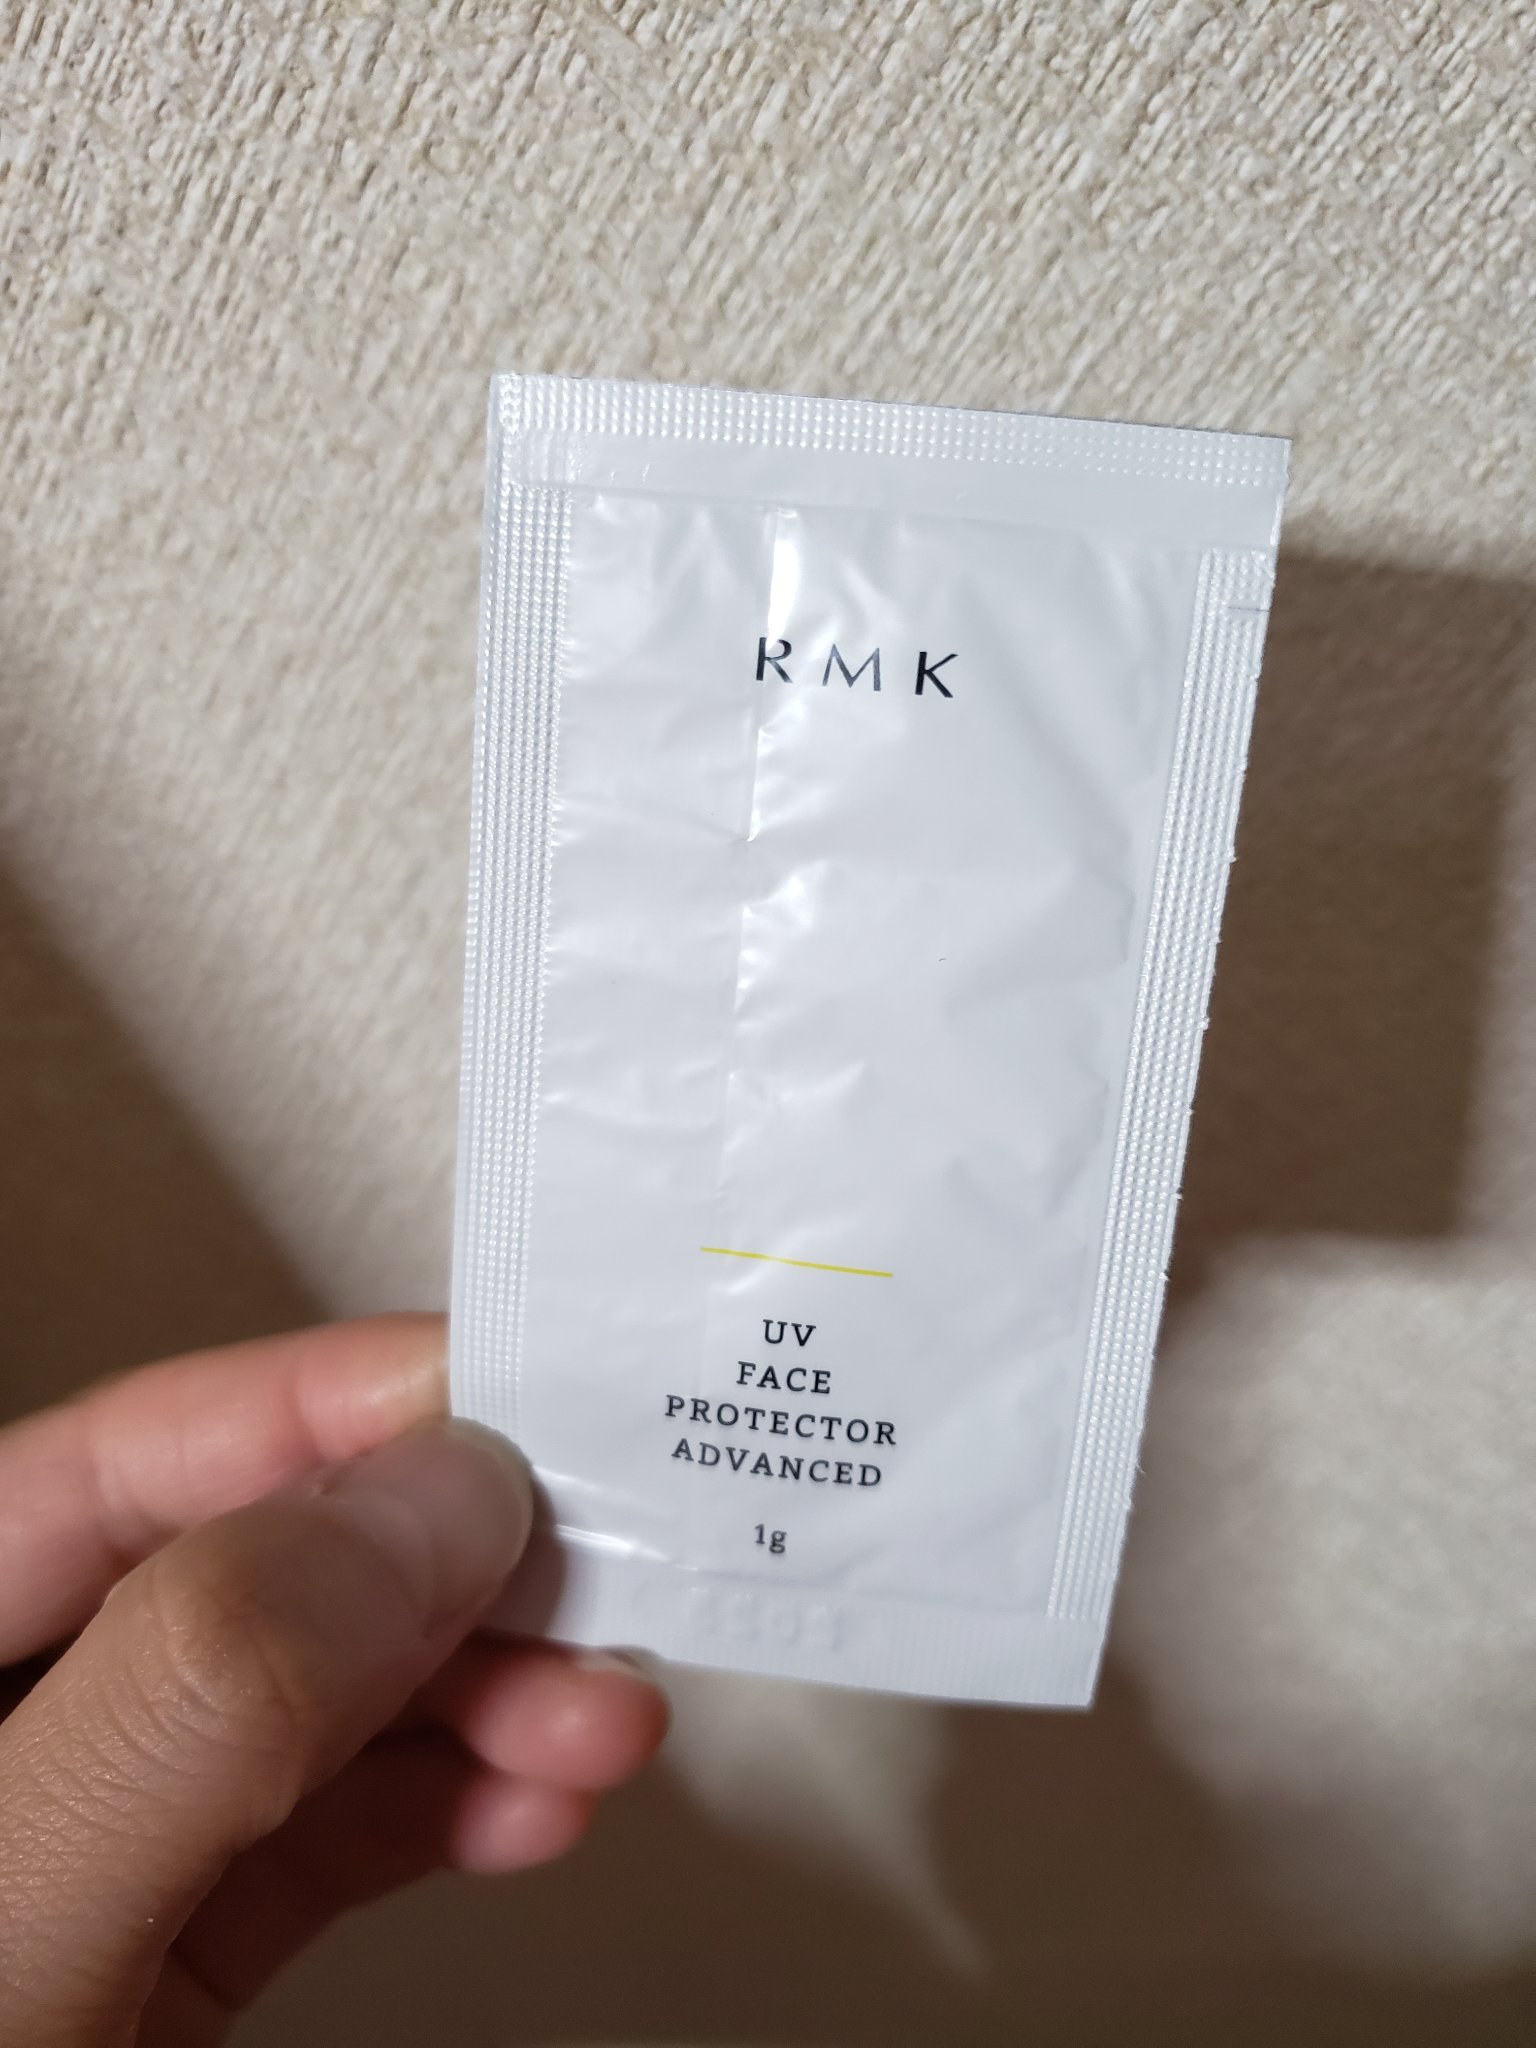 RMK
UV
FACE
PROTECTOR
ADVANCED
1g